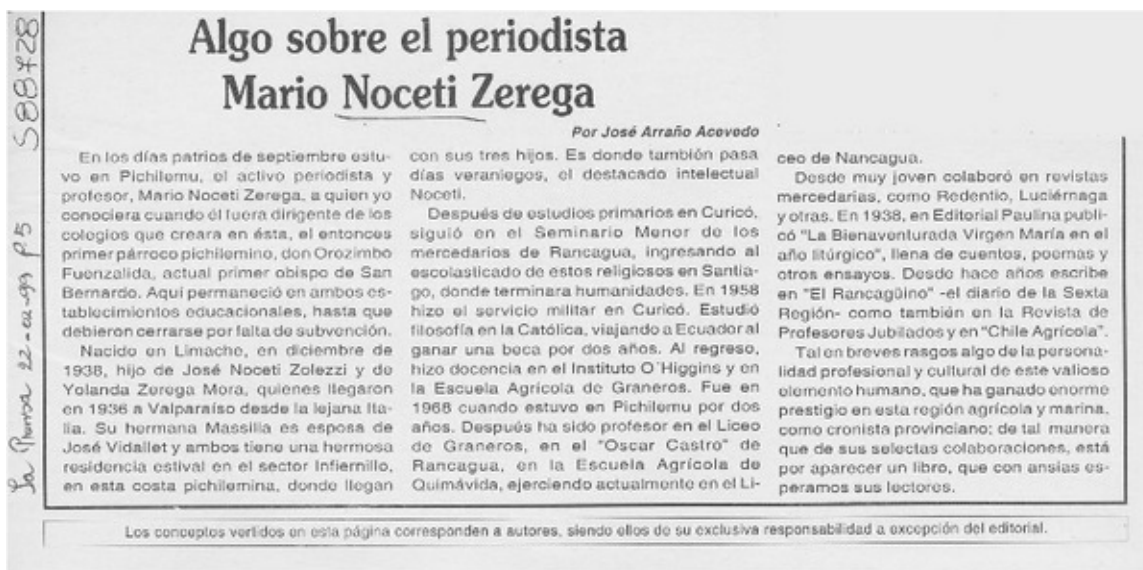 Algo sobre el periodista
Mario Noceti Zerega
Por José Arraño Acevedo
En los días patrios de septiembre estu-
vo en Pichilemu, el activo periodista y
profesor, Mario Noceti Zerega, a quien yo
conociera cuando él fuera dirigente de los
colegios que creara en ésta, el entonces
primer párroco pichilemino, don Orozimbo
Fuenzalida, actual primer obispo de San
Bernardo. Aquí permaneció en ambos es-
tablecimientos educacionales, hasta que
debieron cerrarse por falta de subvención.
Nacido en Limache, en diciembre de
1938, hijo de José Noceti Zolezzi y de
Yolanda Zerega Mora, quienes llegaron
en 1936 a Valparaíso desde la lejana Ita-
lia. Su hermana Massilia es esposa de
José Vidallet y ambos tiene una hermosa
residencia estival en el sector Infiernillo,
en esta costa pichilemina, donde llegan
con sus tres hijos. Es donde también pasa
días veraniegos, el destacado intelectual
Noceti.
Después de estudios primarios en Curicó,
siguió en el Seminario Menor de los
mercedarios de Rancagua, ingresando al
escolasticado de estos religiosos en Santia-
go, donde terminara humanidades. En 1958
hizo el servicio militar en Curicó. Estudió
filosofía en la Católica, viajando a Ecuador al
ganar una beca por dos años. Al regreso,
hizo docencia en el Instituto O'Higgins y en
la Escuela Agrícola de Graneros. Fue en
1968 cuando estuvo en Pichilemu por dos
años. Después ha sido profesor en el Liceo
de Graneros, en el "Oscar Castro" de
Rancagua, en la Escuela Agrícola de
Quimávida, ejerciendo actualmente en el Li-
ceo de Nancagua.
Desde muy joven colaboró en revistas
mercedarias, como Redentio, Luciérnaga
y otras. En 1938, en Editorial Paulina publi-
có "La Bienaventurada Virgen María en el
año litúrgico", llena de cuentos, poemas y
otros ensayos. Desde hace años escribe
en "El Rancagüino" -el diario de la Sexta
Región- como también en la Revista de
Profesores Jubilados y en "Chile Agrícola".
Tal en breves rasgos algo de la persona-
lidad profesional y cultural de este valioso
elemento humano, que ha ganado enorme
prestigio en esta región agrícola y marina,
como cronista provinciano; de tal manera
que de sus selectas colaboraciones, está
por aparecer un libro, que con ansias es-
peramos sus lectores.
Los conceptos vertidos en esta página corresponden a autores, siendo ellos de su exclusiva responsabilidad a excepción del editorial.
La Prensa 22-en-99 p5 588728